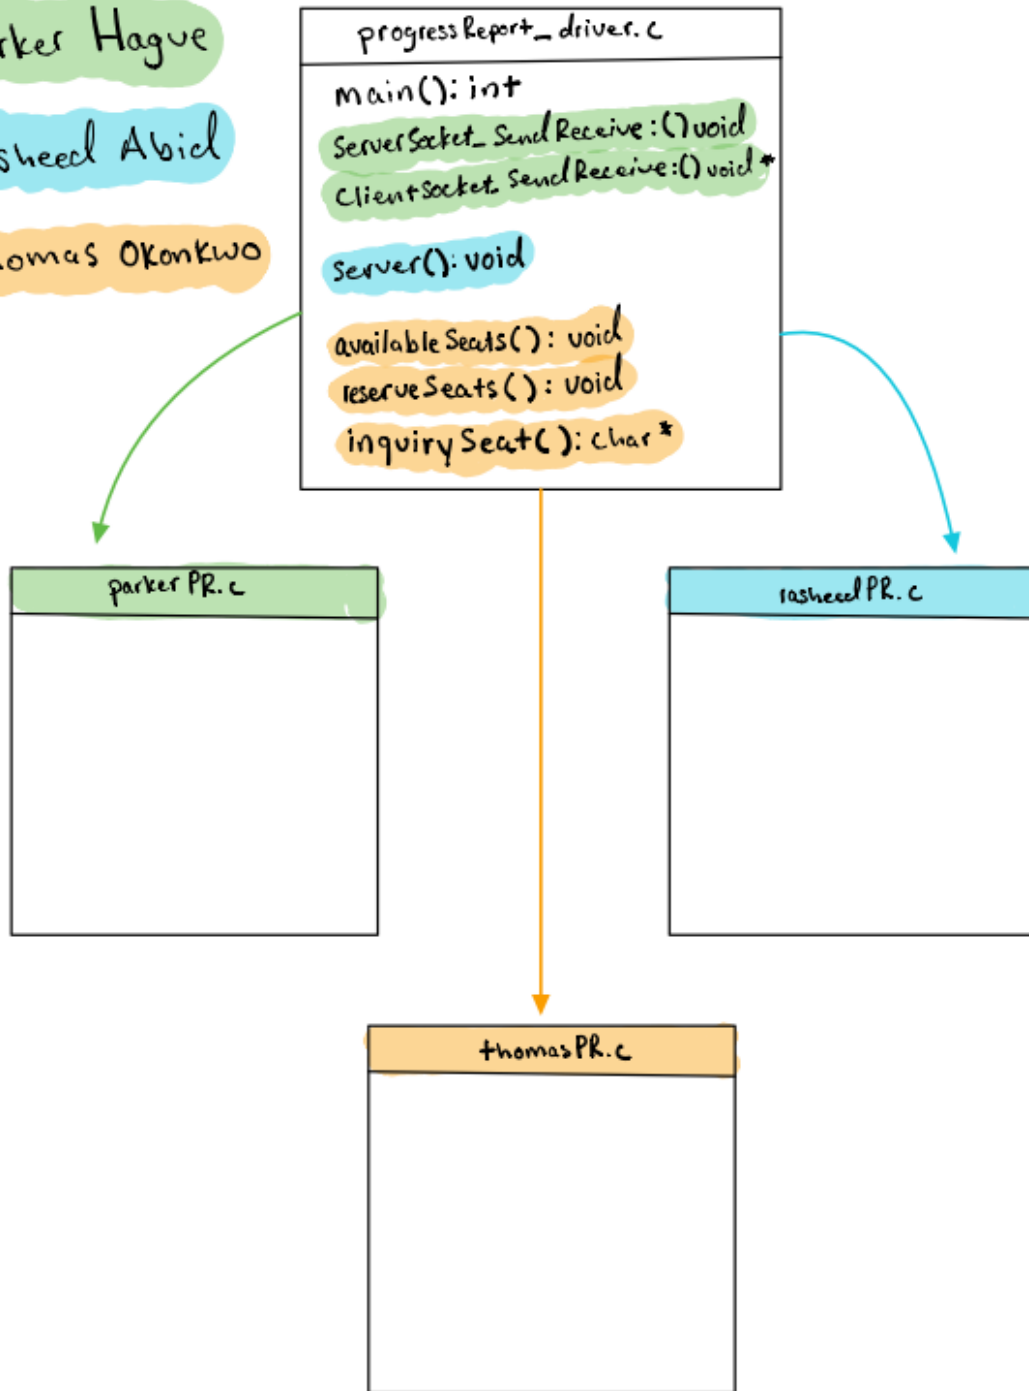 rker Hague
sheed Abid
omas Okonkwo
progressReport_driver.c
main(): int
ServerSocket_SendReceive:() void
ClientSocket_SendReceive:() void*
Server(): void
availableSeats(): void
reserveSeats(): void
inquirySeat(): char*
parkerPR.c
rasheedPR.c
thomasPR.c